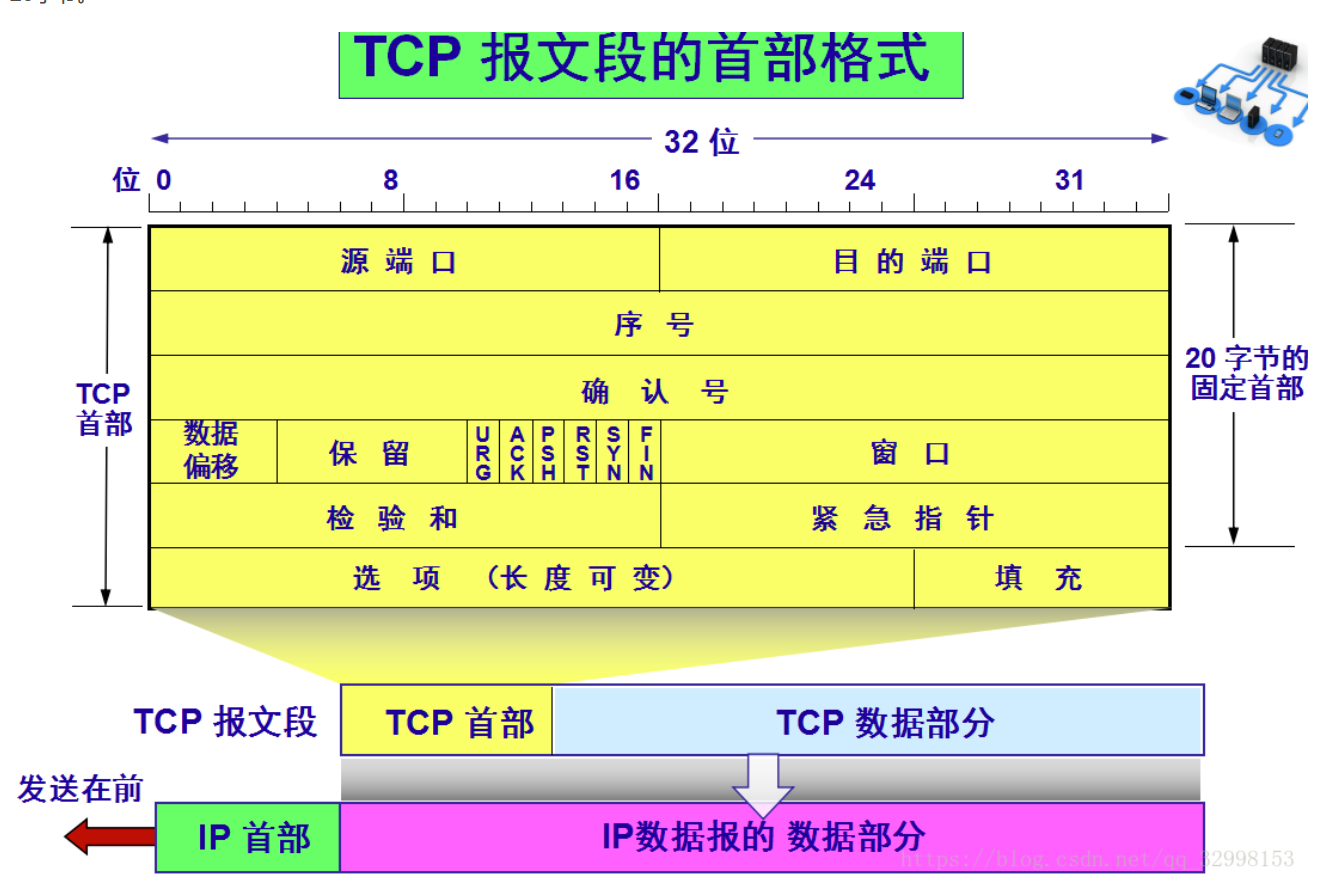 TCP 报文段的首部格式
32 位
位 0 8 16 24 31
源 端 口 目 的 端 口
序 号
确 认 号
TCP
首部
20 字节的
固定首部
数据
偏移
保 留
URG
ACK
PSH
RST
SYN
FIN
窗 口
检 验 和 紧 急 指 针
选 项 （长 度 可 变） 填 充
TCP 报文段 TCP 首部 TCP 数据部分
发送在前
IP 首部 IP数据报的 数据部分
https://blog.csdn.net/qq_32998153